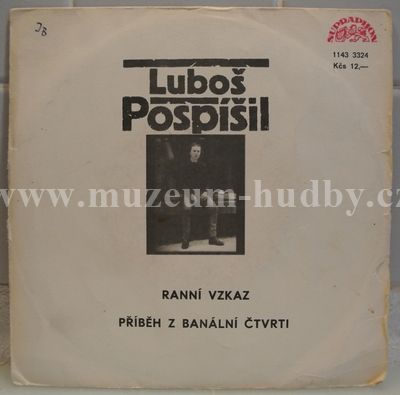 JB
SUPRAPHON
1143 3324
Kčs 12,—
Luboš
Pospíšil
www.muzeum-hudby.cz
RANNÍ VZKAZ
PŘÍBĚH Z BANÁLNÍ ČTVRTI